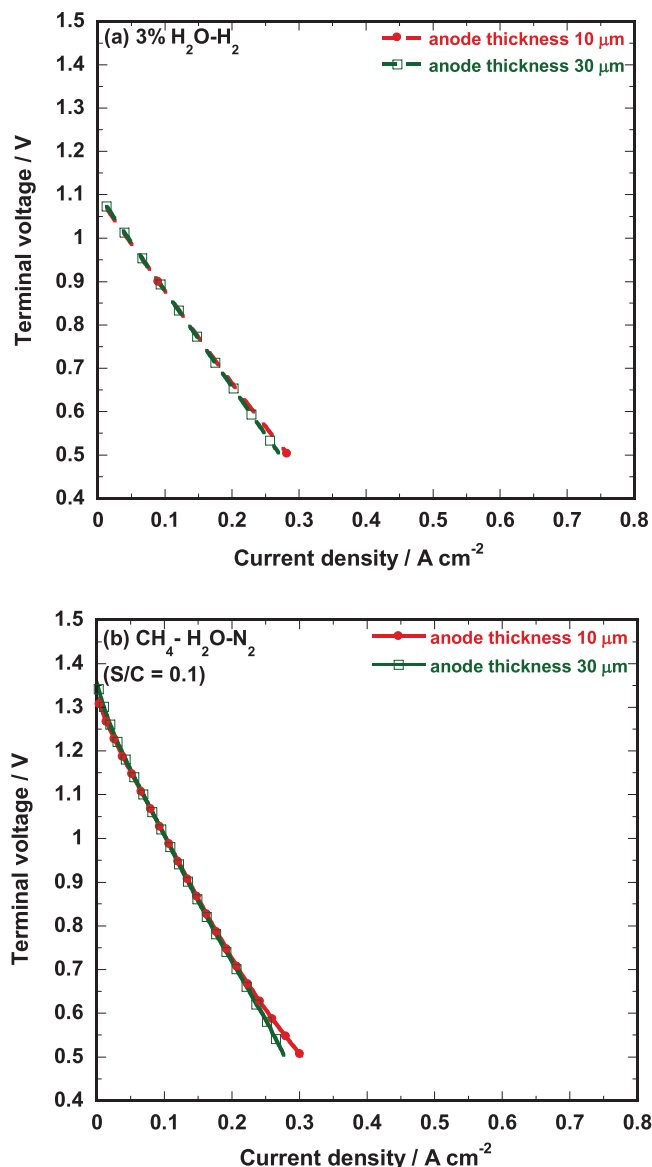 (a) 3% H₂O-H₂
anode thickness 10 μm
anode thickness 30 μm
1.5
1.4
1.3
1.2
1.1
1
0.9
0.8
0.7
0.6
0.5
0.4
Terminal voltage / V
0 0.1 0.2 0.3 0.4 0.5 0.6 0.7 0.8
Current density / A cm⁻²
(b) CH₄- H₂O-N₂
(S/C = 0.1)
anode thickness 10 μm
anode thickness 30 μm
1.5
1.4
1.3
1.2
1.1
1
0.9
0.8
0.7
0.6
0.5
0.4
Terminal voltage / V
0 0.1 0.2 0.3 0.4 0.5 0.6 0.7 0.8
Current density / A cm⁻²